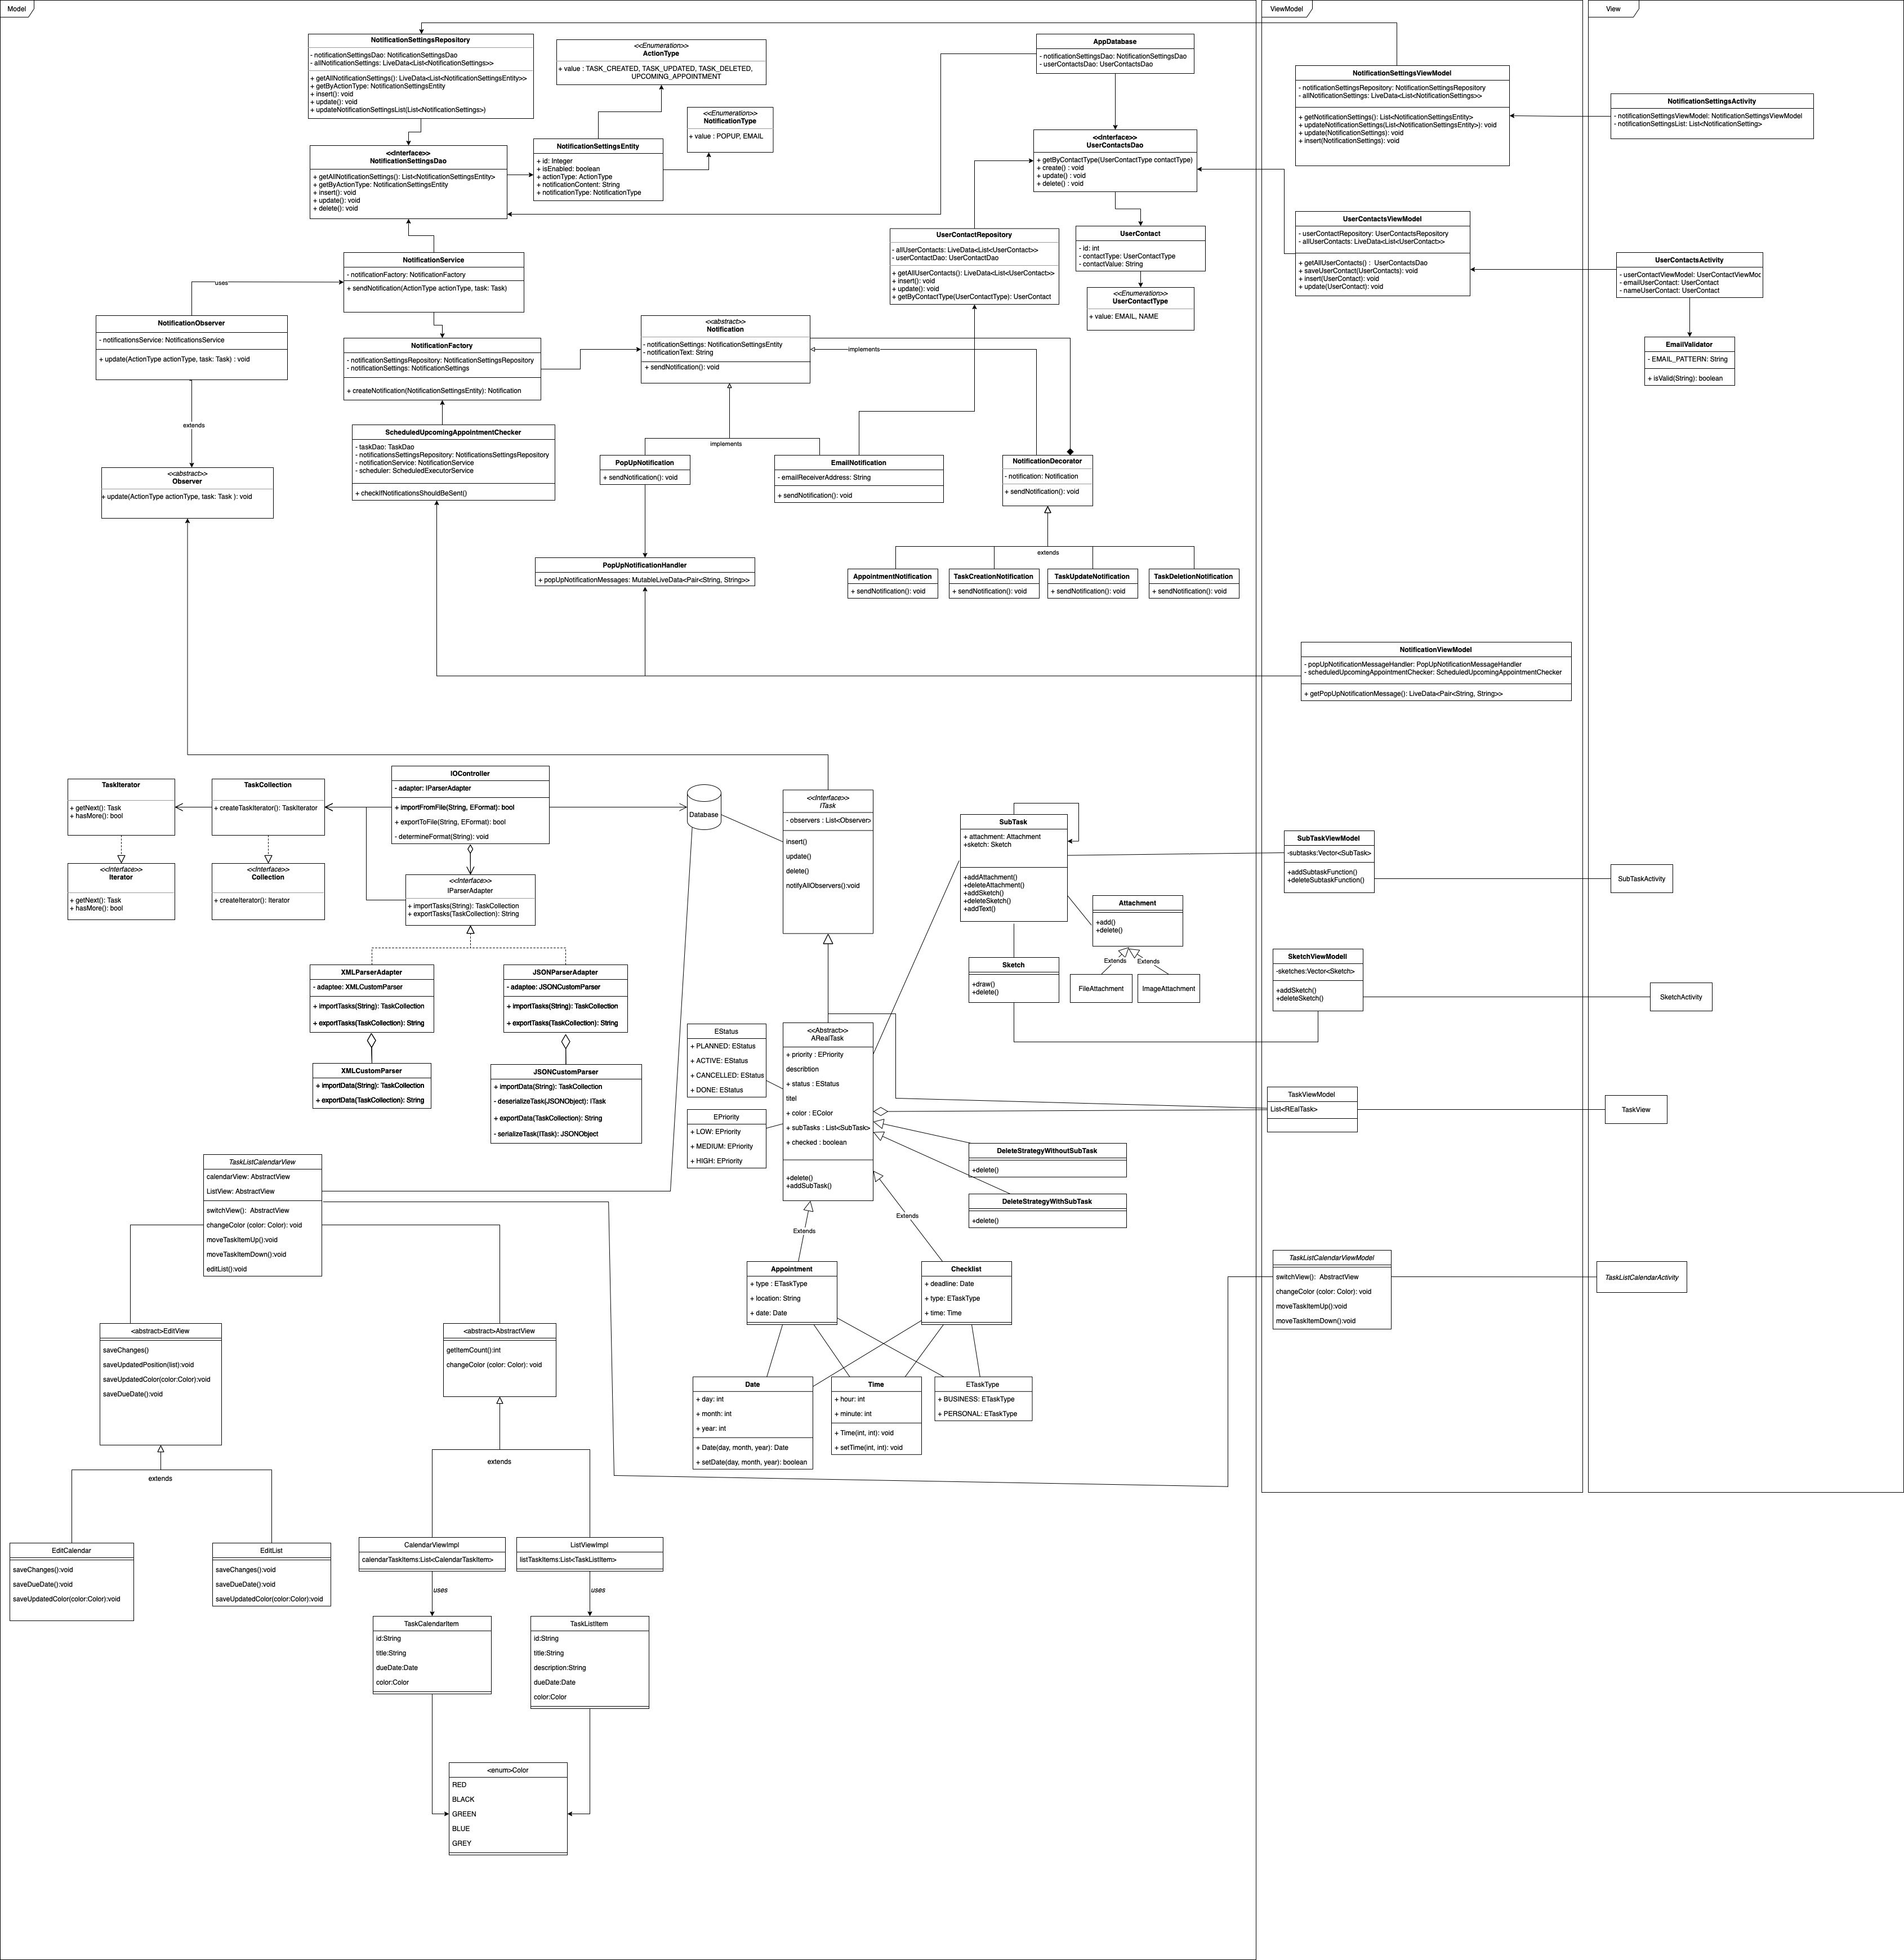 Model
ViewModel
View
NotificationSettingsRepository
- notificationSettingsDao: NotificationSettingsDao
- allNotificationSettings: LiveData<List<NotificationSettings>>
+ getAllNotificationSettings(): LiveData<List<NotificationSettingsEntity>>
+ getByActionType: NotificationSettingsEntity
+ insert(): void
+ update(): void
+ updateNotificationSettingsList(List<NotificationSettings>)
<<Enumeration>>
ActionType
+ value : TASK_CREATED, TASK_UPDATED, TASK_DELETED,
UPCOMING_APPOINTMENT
AppDatabase
- notificationSettingsDao: NotificationSettingsDao
- userContactsDao: UserContactsDao
NotificationSettingsViewModel
- notificationSettingsRepository: NotificationSettingsRepository
- allNotificationSettings: LiveData<List<NotificationSettings>>
+ getNotificationSettings(): List<NotificationSettingsEntity>
+ updateNotificationSettings(List<NotificationSettingsEntity>): void
+ update(NotificationSettings): void
+ insert(NotificationSettings): void
NotificationSettingsActivity
- notificationSettingsViewModel: NotificationSettingsViewModel
- notificationSettingsList: List<NotificationSetting>
<<Enumeration>>
NotificationType
+ value : POPUP, EMAIL
<<Interface>>
NotificationSettingsDao
+ getAllNotificationSettings(): List<NotificationSettingsEntity>
+ getByActionType: NotificationSettingsEntity
+ insert(): void
+ update(): void
+ delete(): void
NotificationSettingsEntity
+ id: Integer
+ isEnabled: boolean
+ actionType: ActionType
+ notificationContent: String
+ notificationType: NotificationType
<<Interface>>
UserContactsDao
+ getByContactType(UserContactType contactType)
+ create() : void
+ update() : void
+ delete() : void
UserContactsViewModel
- userContactRepository: UserContactsRepository
- allUserContacts: LiveData<List<UserContact>>
+ getAllUserContacts() :  UserContactsDao
+ saveUserContact(UserContacts): void
+ insert(UserContact): void
+ update(UserContact): void
UserContactsActivity
- userContactViewModel: UserContactViewMoc
- emailUserContact: UserContact
- nameUserContact: UserContact
UserContactRepository
- allUserContacts: LiveData<List<UserContact>>
- userContactDao: UserContactDao
+ getAllUserContacts(): LiveData<List<UserContact>>
+ insert(): void
+ update(): void
+ getByContactType(UserContactType): UserContact
UserContact
- id: int
- contactType: UserContactType
- contactValue: String
<<Enumeration>>
UserContactType
+ value: EMAIL, NAME
NotificationService
- notificationFactory: NotificationFactory
+ sendNotification(ActionType actionType, task: Task)
uses
NotificationObserver
- notificationsService: NotificationsService
+ update(ActionType actionType, task: Task) : void
NotificationFactory
- notificationSettingsRepository: NotificationSettingsRepository
- notificationSettings: NotificationSettings
+ createNotification(NotificationSettingsEntity): Notification
<<abstract>>
Notification
- notificationSettings: NotificationSettingsEntity
- notificationText: String
+ sendNotification(): void
implements
EmailValidator
- EMAIL_PATTERN: String
+ isValid(String): boolean
extends
ScheduledUpcomingAppointmentChecker
- taskDao: TaskDao
- notificationsSettingsRepository: NotificationsSettingsRepository
- notificationService: NotificationService
- scheduler: ScheduledExecutorService
+ checkIfNotificationsShouldBeSent()
implements
<<abstract>>
Observer
+ update(ActionType actionType, task: Task ): void
PopUpNotification
+ sendNotification(): void
EmailNotification
- emailReceiverAddress: String
+ sendNotification(): void
NotificationDecorator
- notification: Notification
+ sendNotification(): void
extends
PopUpNotificationHandler
+ popUpNotificationMessages: MutableLiveData<Pair<String, String>>
AppointmentNotification
+ sendNotification(): void
TaskCreationNotification
+ sendNotification(): void
TaskUpdateNotification
+ sendNotification(): void
TaskDeletionNotification
+ sendNotification(): void
NotificationViewModel
- popUpNotificationMessageHandler: PopUpNotificationMessageHandler
- scheduledUpcomingAppointmentChecker: ScheduledUpcomingAppointmentChecker
+ getPopUpNotificationMessage(): LiveData<Pair<String, String>>
TaskIterator
+ getNext(): Task
+ hasMore(): bool
TaskCollection
+ createTaskIterator(): TaskIterator
IOController
- adapter: IParserAdapter
+ importFromFile(String, EFormat): bool
+ exportToFile(String, EFormat): bool
- determineFormat(String): void
Database
<<Interface>>
ITask
- observers : List<Observer>
insert()
update()
delete()
notifyAllObservers():void
SubTask
+ attachment: Attachment
+sketch: Sketch
+addAttachment()
+deleteAttachment()
+addSketch()
+deleteSketch()
+addText()
SubTaskViewModel
-subtasks:Vector<SubTask>
+addSubtaskFunction()
+deleteSubtaskFunction()
SubTaskActivity
<<Interface>>
Iterator
+ getNext(): Task
+ hasMore(): bool
<<Interface>>
Collection
+ createIterator(): Iterator
<<Interface>>
IParserAdapter
+ importTasks(String): TaskCollection
+ exportTasks(TaskCollection): String
Attachment
+add()
+delete()
Extends
Extends
FileAttachment
ImageAttachment
Sketch
+draw()
+delete()
SketchViewModell
-sketches:Vector<Sketch>
+addSketch()
+deleteSketch()
SketchActivity
XMLParserAdapter
- adaptee: XMLCustomParser
+ importTasks(String): TaskCollection
+ exportTasks(TaskCollection): String
JSONParserAdapter
- adaptee: JSONCustomParser
+ importTasks(String): TaskCollection
+ exportTasks(TaskCollection): String
XMLCustomParser
+ importData(String): TaskCollection
+ exportData(TaskCollection): String
JSONCustomParser
+ importData(String): TaskCollection
- deserializeTask(JSONObject): ITask
+ exportData(TaskCollection): String
- serializeTask(ITask): JSONObject
EStatus
+ PLANNED: EStatus
+ ACTIVE: EStatus
+ CANCELLED: EStatus
+ DONE: EStatus
EPriority
+ LOW: EPriority
+ MEDIUM: EPriority
+ HIGH: EPriority
<<Abstract>>
ARealTask
+ priority : EPriority
describtion
+ status : EStatus
titel
+ color : EColor
+ subTasks : List<SubTask>
+ checked : boolean
+delete()
+addSubTask()
TaskViewModel
List<REalTask>
TaskView
DeleteStrategyWithoutSubTask
+delete()
DeleteStrategyWithSubTask
+delete()
Extends
Extends
TaskListCalendarView
calendarView: AbstractView
ListView: AbstractView
switchView():  AbstractView
changeColor (color: Color): void
moveTaskItemUp():void
moveTaskItemDown():void
editList():void
Appointment
+ type : ETaskType
+ location: String
+ date: Date
Checklist
+ deadline: Date
+ type: ETaskType
+ time: Time
TaskListCalendarViewModel
switchView():  AbstractView
changeColor (color: Color): void
moveTaskItemUp():void
moveTaskItemDown():void
TaskListCalendarActivity
<abstract>EditView
saveChanges()
saveUpdatedPosition(list):void
saveUpdatedColor(color:Color):void
saveDueDate():void
<abstract>AbstractView
getItemCount():int
changeColor (color: Color): void
Date
+ day: int
+ month: int
+ year: int
+ Date(day, month, year): Date
+ setDate(day, month, year): boolean
Time
+ hour: int
+ minute: int
+ Time(int, int): void
+ setTime(int, int): void
ETaskType
+ BUSINESS: ETaskType
+ PERSONAL: ETaskType
extends
extends
EditCalendar
saveChanges():void
saveDueDate():void
saveUpdatedColor(color:Color):void
EditList
saveChanges():void
saveDueDate():void
saveUpdatedColor(color:Color):void
CalendarViewImpl
calendarTaskItems:List<CalendarTaskItem>
ListViewImpl
listTaskItems:List<TaskListItem>
uses
uses
TaskCalendarItem
id:String
title:String
dueDate:Date
color:Color
TaskListItem
id:String
title:String
description:String
dueDate:Date
color:Color
<enum>Color
RED
BLACK
GREEN
BLUE
GREY